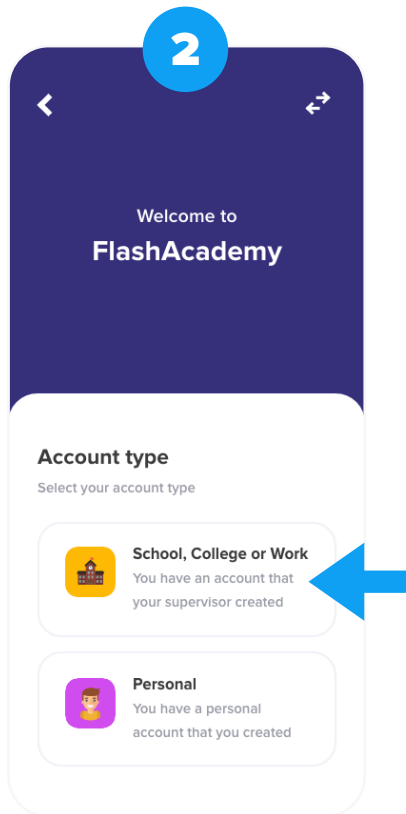 2
Welcome to
FlashAcademy
Account type
Select your account type
School, College or Work
You have an account that
your supervisor created
Personal
You have a personal
account that you created